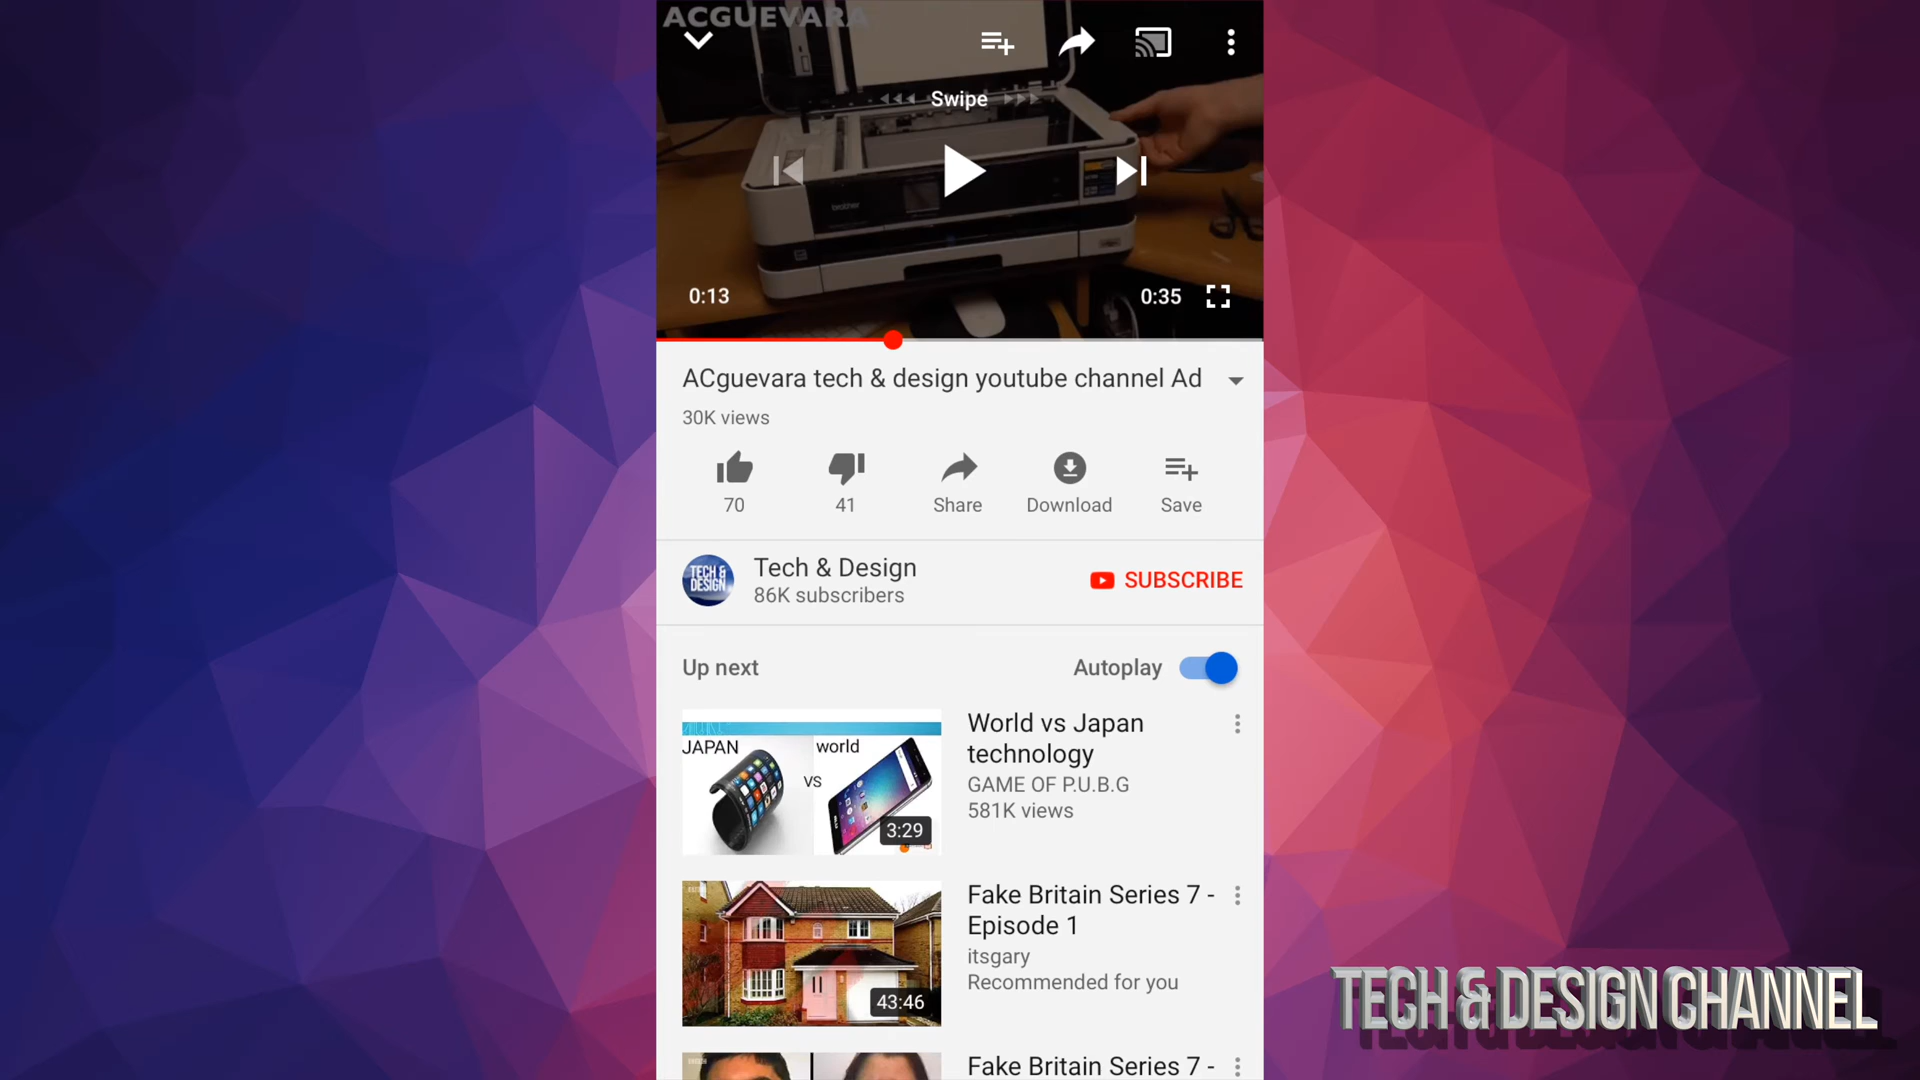 ACGUEVARA
Swipe
brother
0:13
0:35
ACguevara tech & design youtube channel Ad
30K views
70
41
Share
Download
Save
TECH &
DESIGN
Tech & Design
86K subscribers
SUBSCRIBE
Up next
Autoplay
JAPAN
world
VS
3:29
World vs Japan
technology
GAME OF P.U.B.G
581K views
43:46
Fake Britain Series 7 -
Episode 1
itsgary
Recommended for you
Fake Britain Series 7 -
TECH & DESIGN CHANNEL